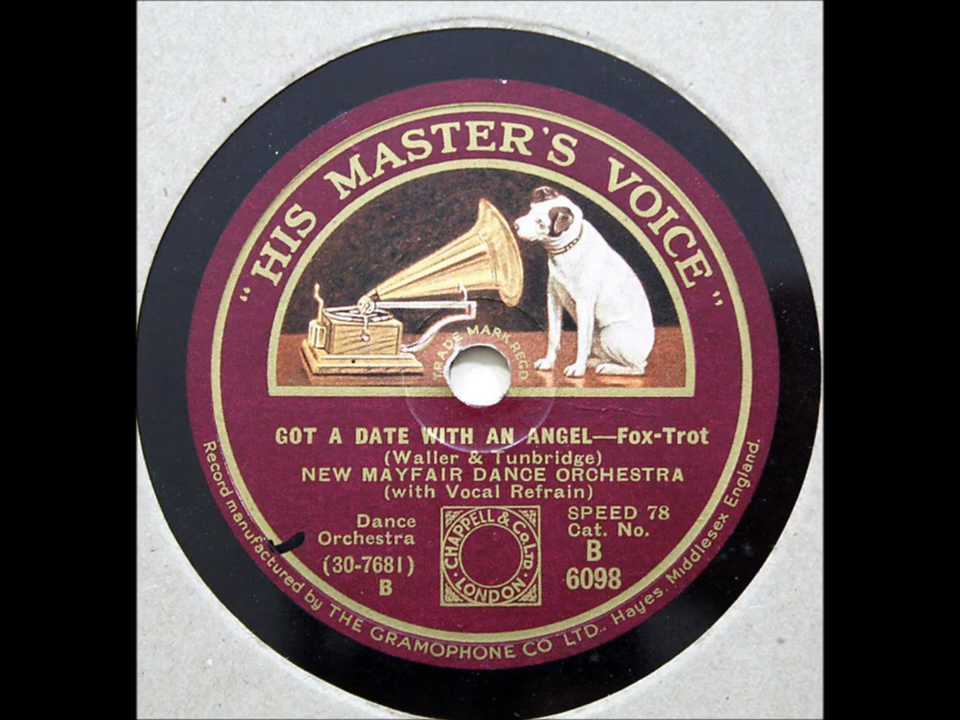 "HIS MASTER'S VOICE"
TRADE MARK REGD
GOT A DATE WITH AN ANGEL—Fox-Trot
(Waller & Tunbridge)
NEW MAYFAIR DANCE ORCHESTRA
(with Vocal Refrain)
Dance
Orchestra
(30-7681)
B
CHAPPELL & Co. LTD.
LONDON
SPEED 78
Cat. No.
B
6098
Record manufactured by THE GRAMOPHONE CO LTD., Hayes. Middlesex England.